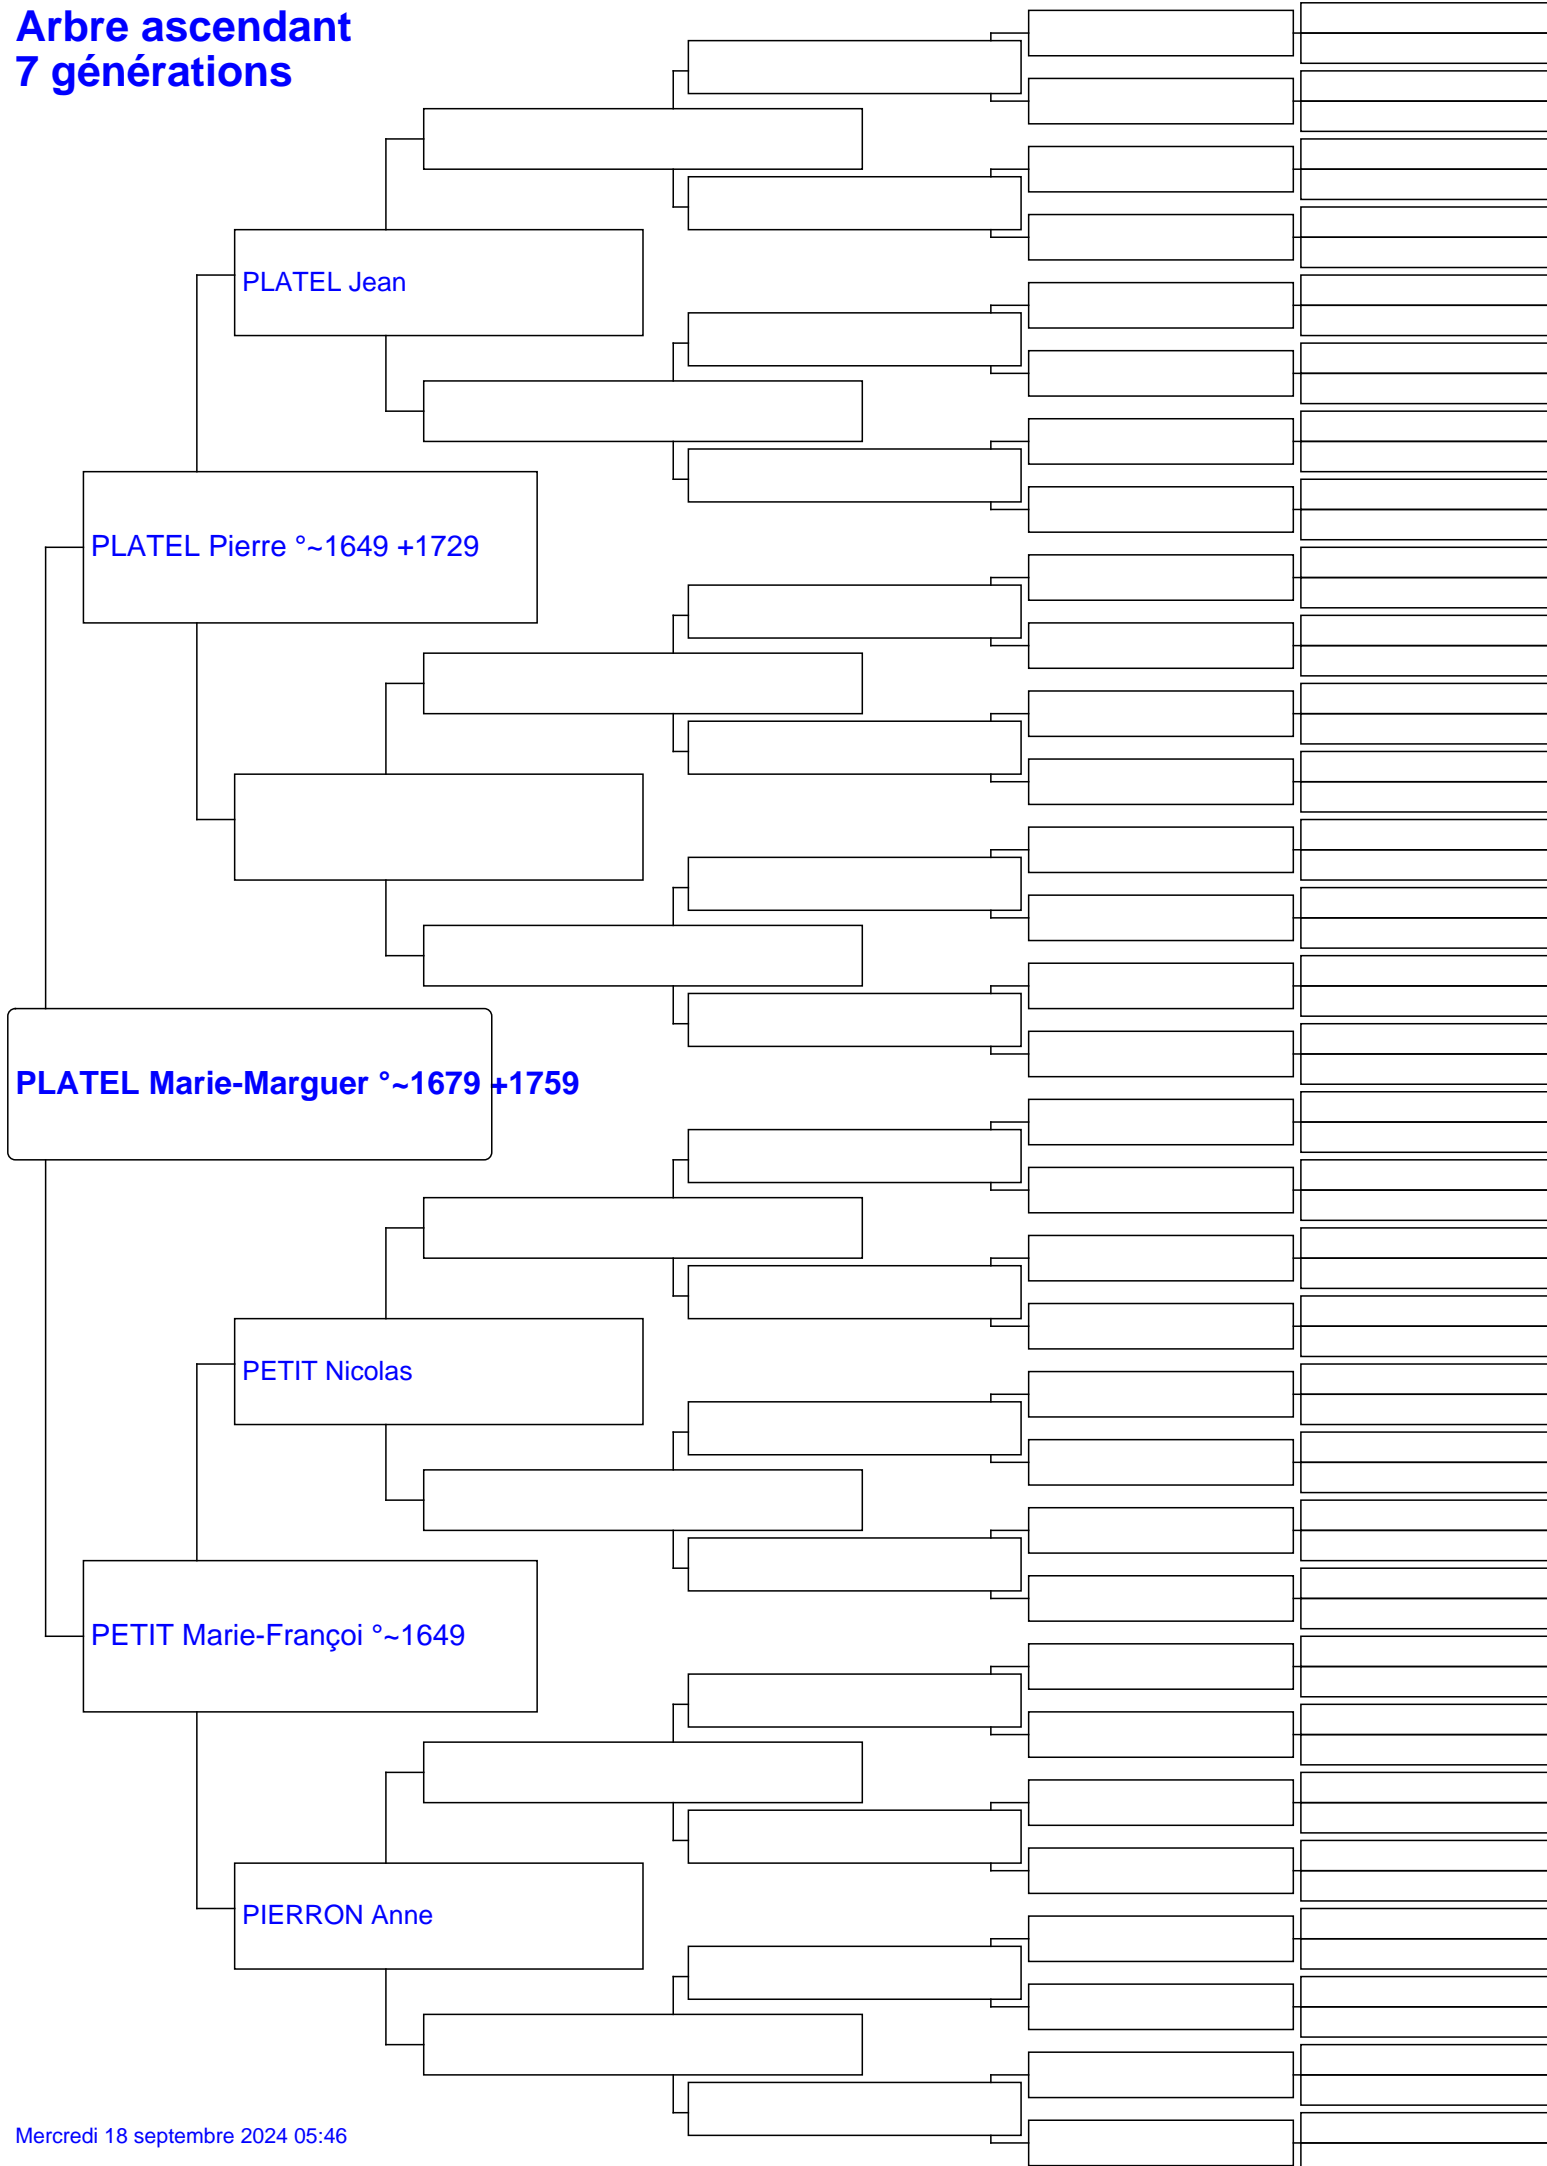 Arbre ascendant
7 générations
PLATEL Jean
PLATEL Pierre °~1649 +1729
PLATEL Marie-Marguer °~1679 +1759
PETIT Nicolas
PETIT Marie-Françoi °~1649
PIERRON Anne
Mercredi 18 septembre 2024 05:46